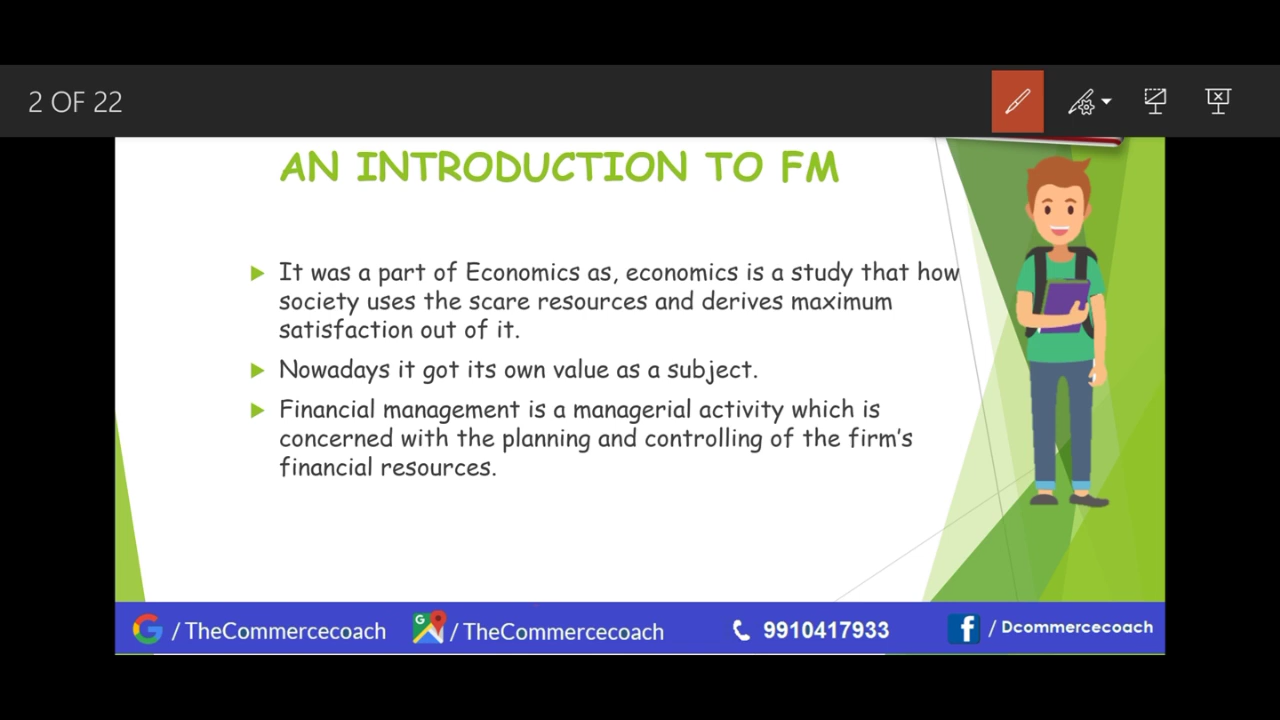 2 OF 22
AN INTRODUCTION TO FM
It was a part of Economics as, economics is a study that how
society uses the scare resources and derives maximum
satisfaction out of it.
Nowadays it got its own value as a subject.
Financial management is a managerial activity which is
concerned with the planning and controlling of the firm's
financial resources.
/ TheCommercecoach / TheCommercecoach 9910417933 / Dcommercecoach